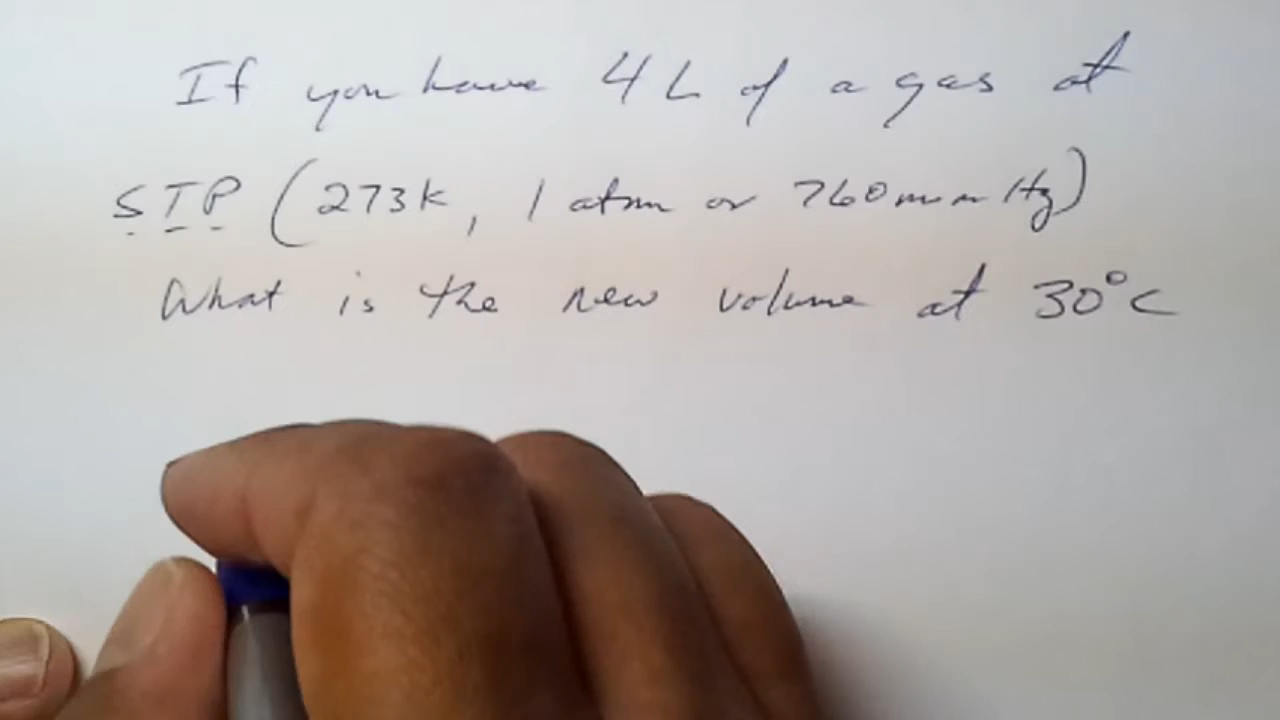 If you have 4 L of a gas at
STP (273K, 1 atm or 760 mm Hg)
What is the new volume at 30°C